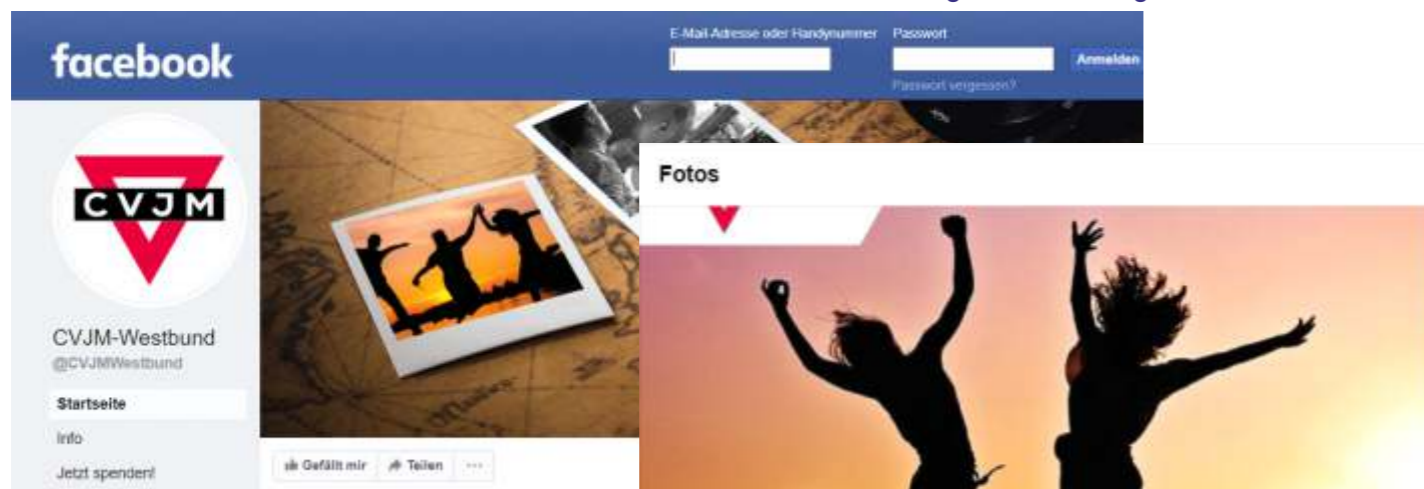 facebook
E-Mail-Adresse oder Handynummer
Passwort
Anmelden
Passwort vergessen?
CVJM
CVJM-Westbund
@CVJMWestbund
Startseite
Info
Jetzt spenden!
Gefällt mir
Teilen
Fotos